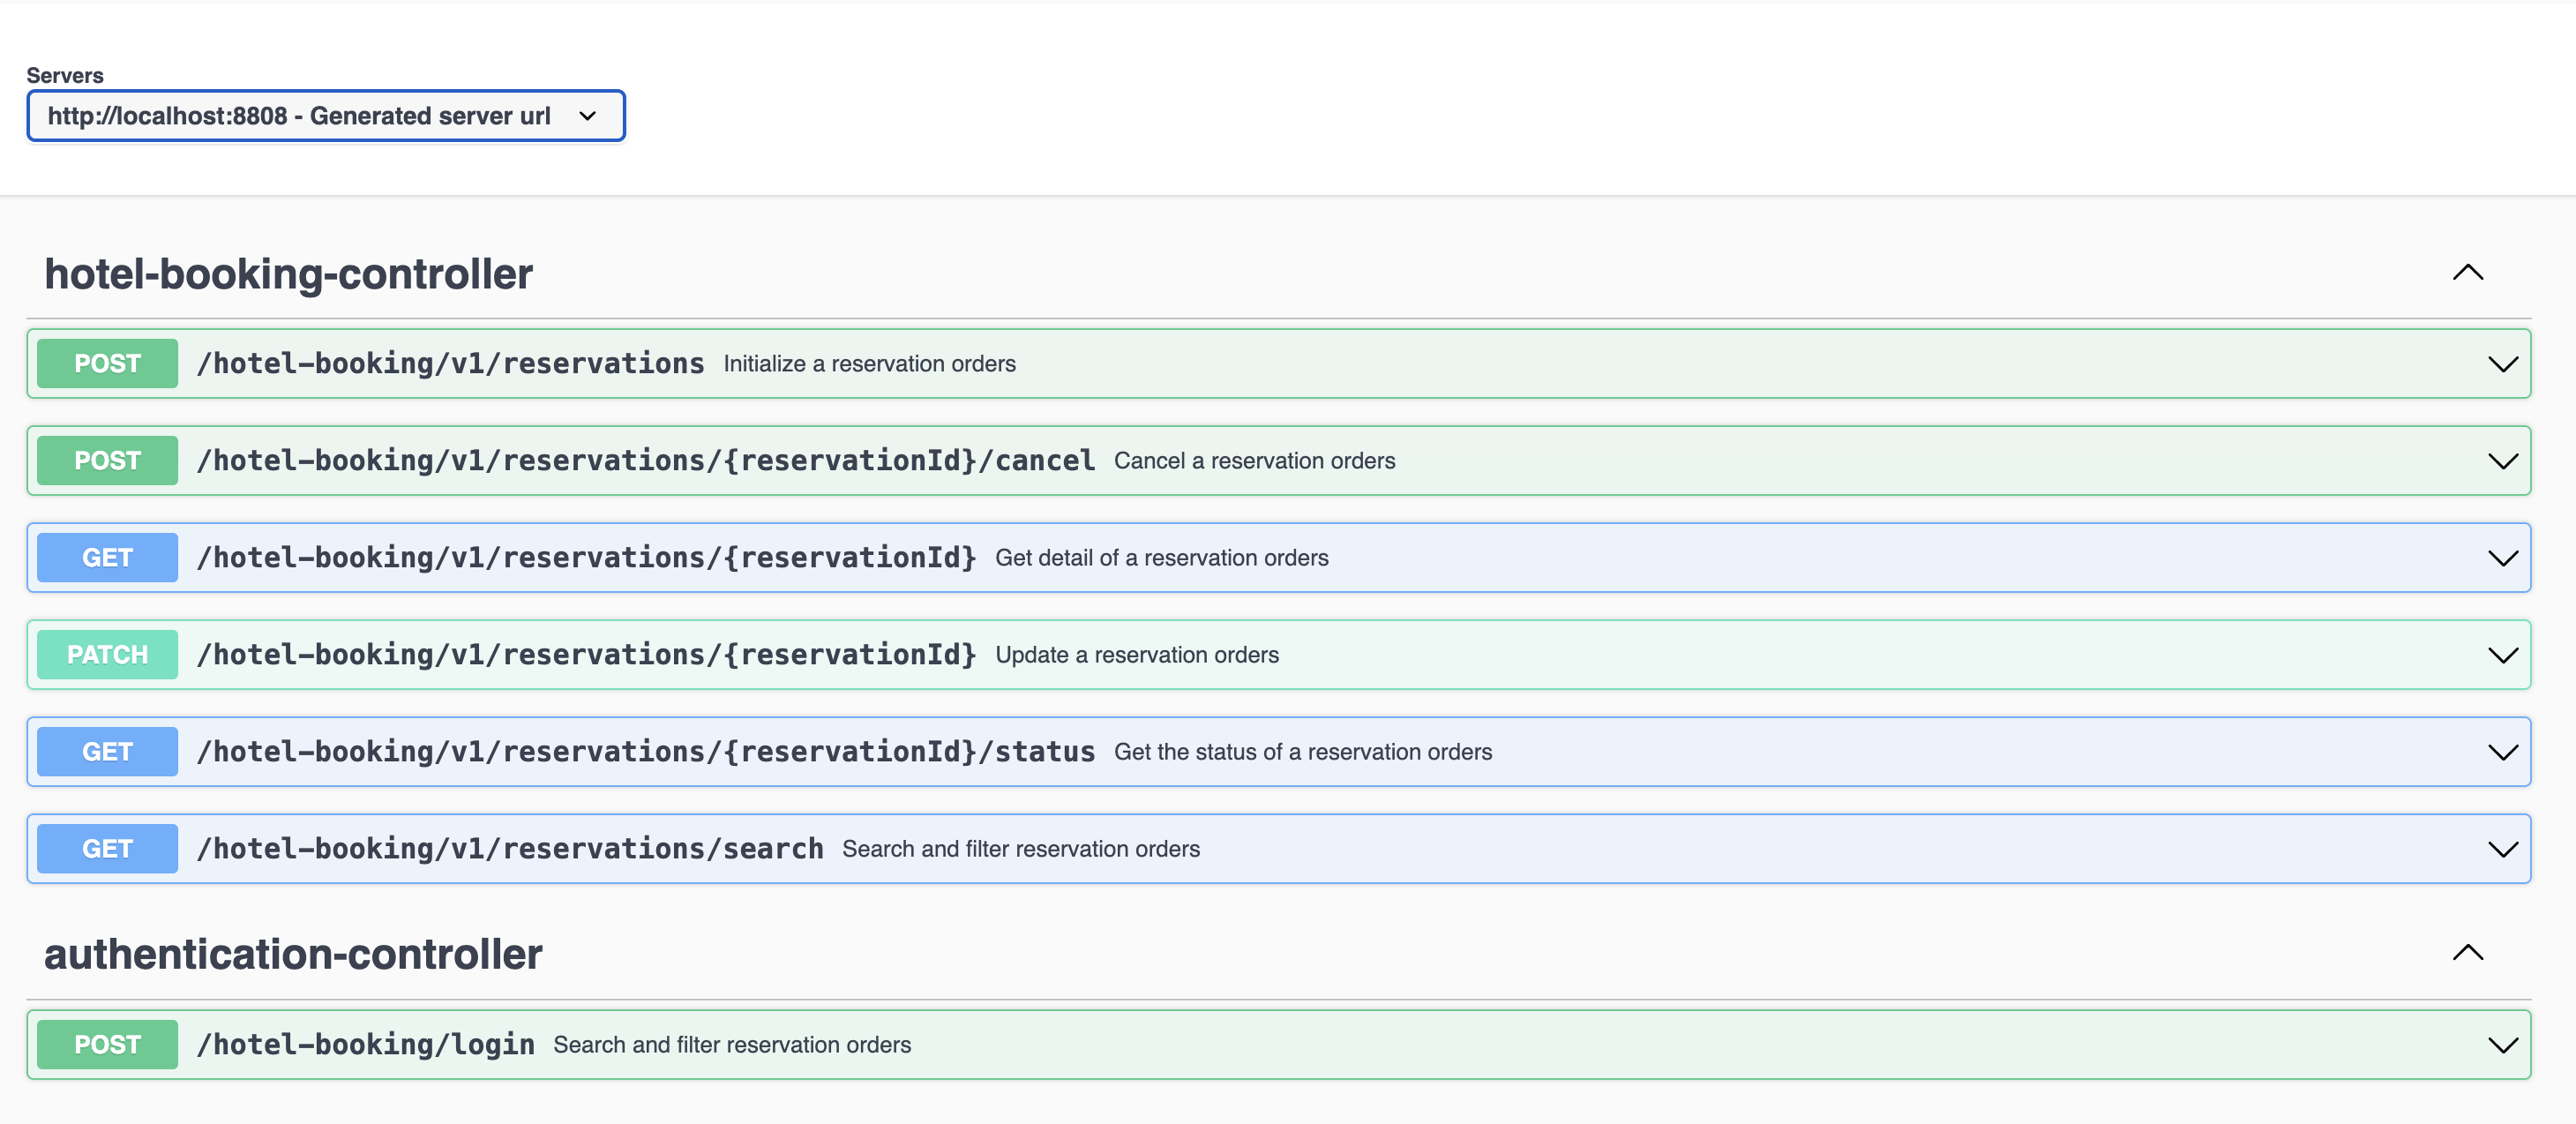 Servers
http://localhost:8808 - Generated server url
hotel-booking-controller
POST /hotel-booking/v1/reservations Initialize a reservation orders
POST /hotel-booking/v1/reservations/{reservationId}/cancel Cancel a reservation orders
GET /hotel-booking/v1/reservations/{reservationId} Get detail of a reservation orders
PATCH /hotel-booking/v1/reservations/{reservationId} Update a reservation orders
GET /hotel-booking/v1/reservations/{reservationId}/status Get the status of a reservation orders
GET /hotel-booking/v1/reservations/search Search and filter reservation orders
authentication-controller
POST /hotel-booking/login Search and filter reservation orders